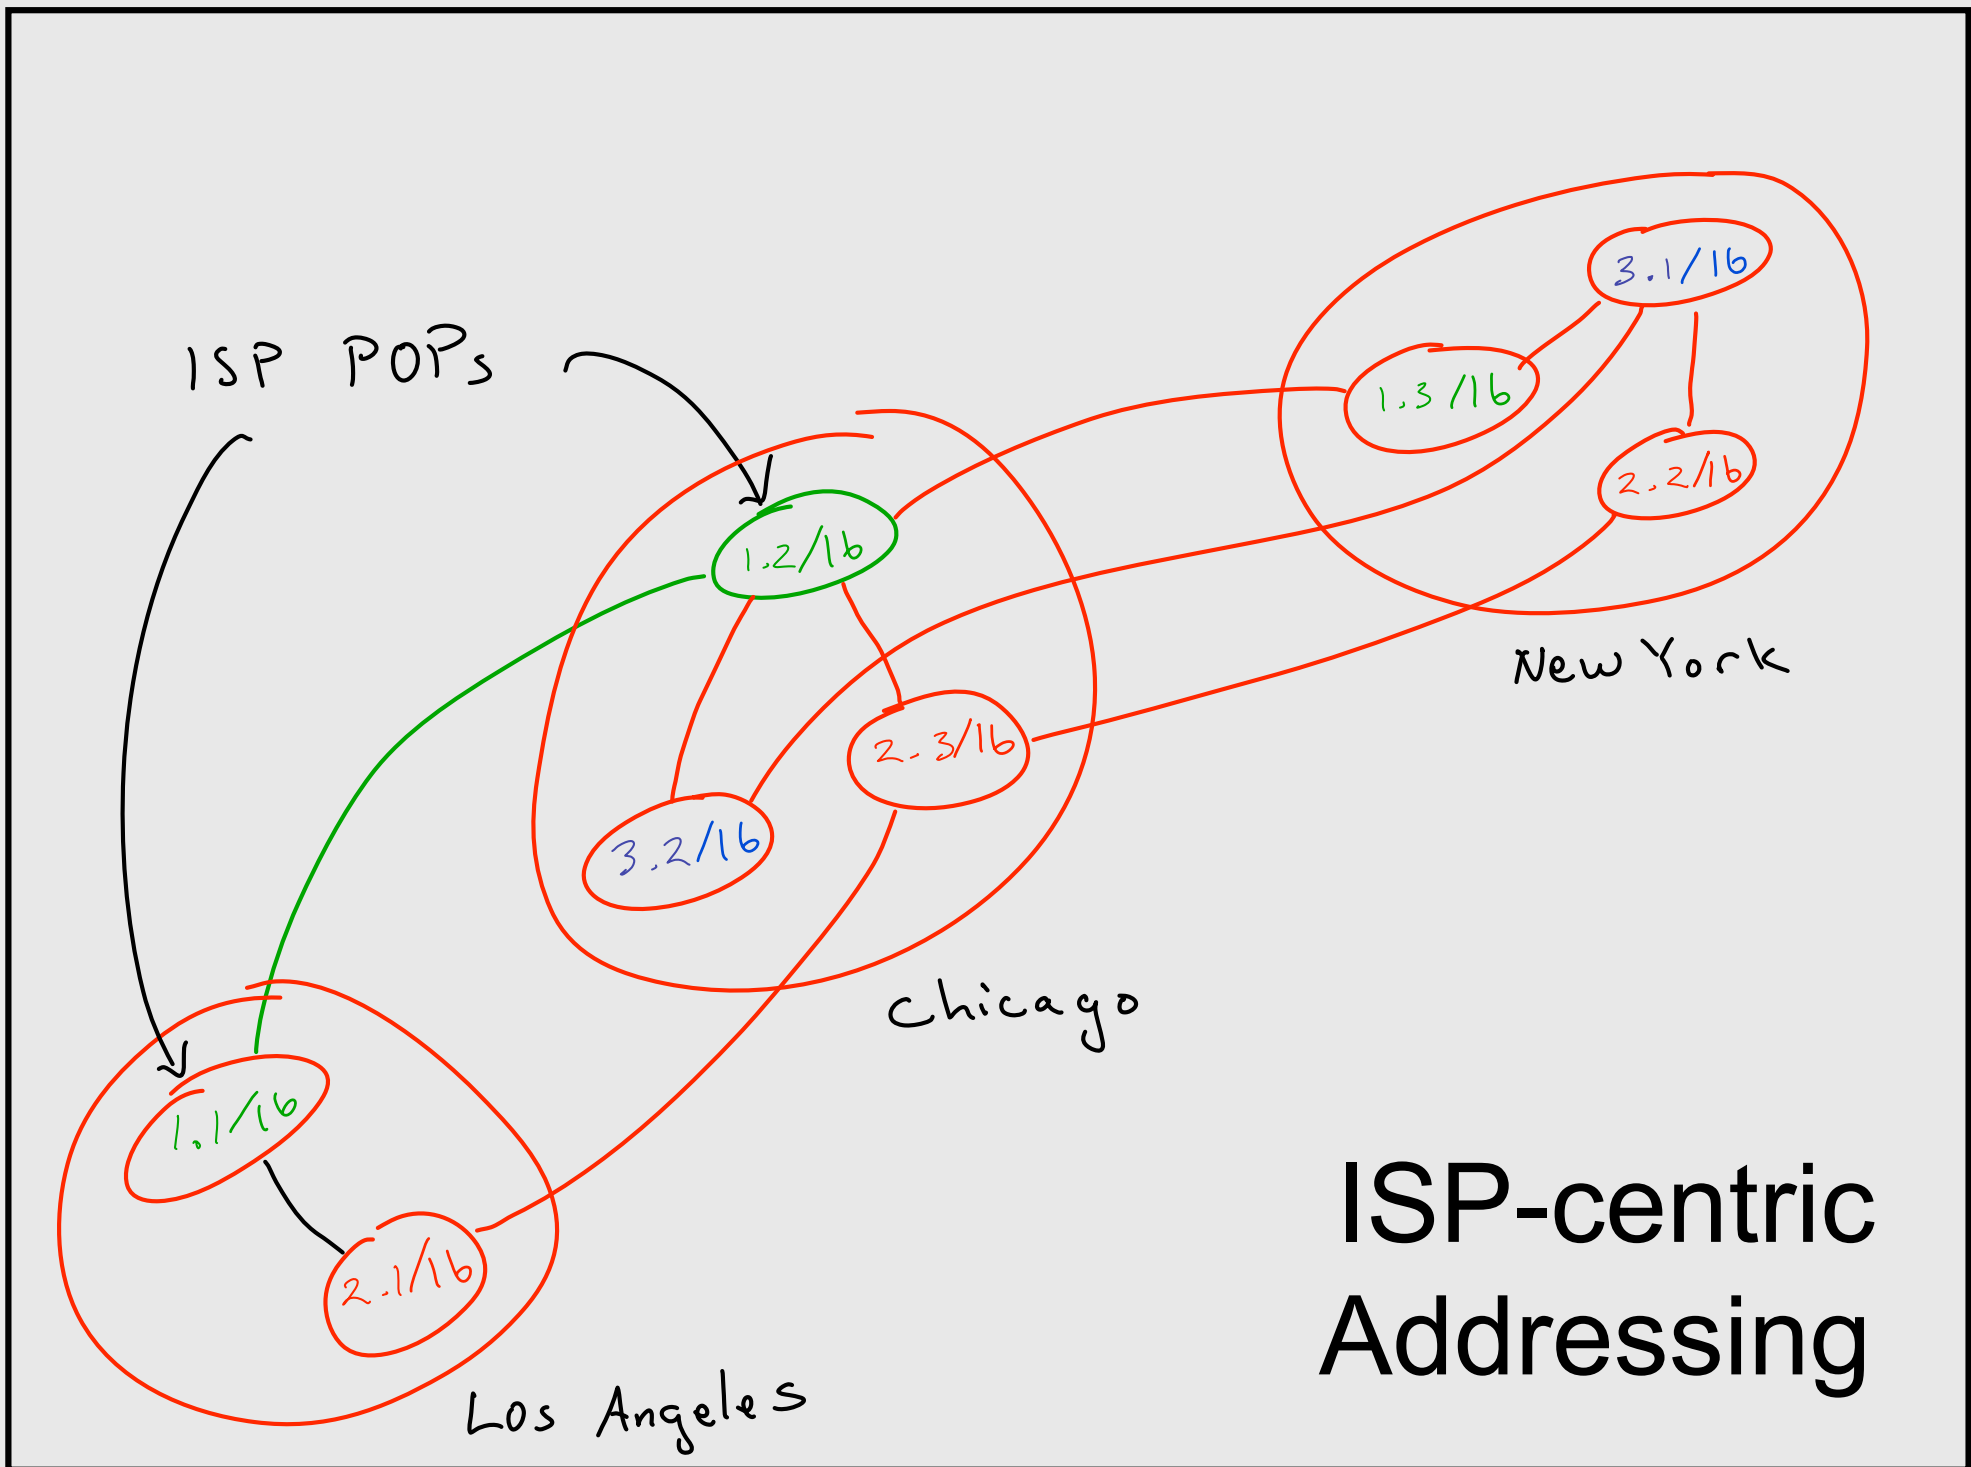 ISP POPs
3.1/16
1.3/16
2.2/16
New York
1.2/16
2.3/16
3.2/16
Chicago
1.1/16
2.1/16
Los Angeles
ISP-centric
Addressing